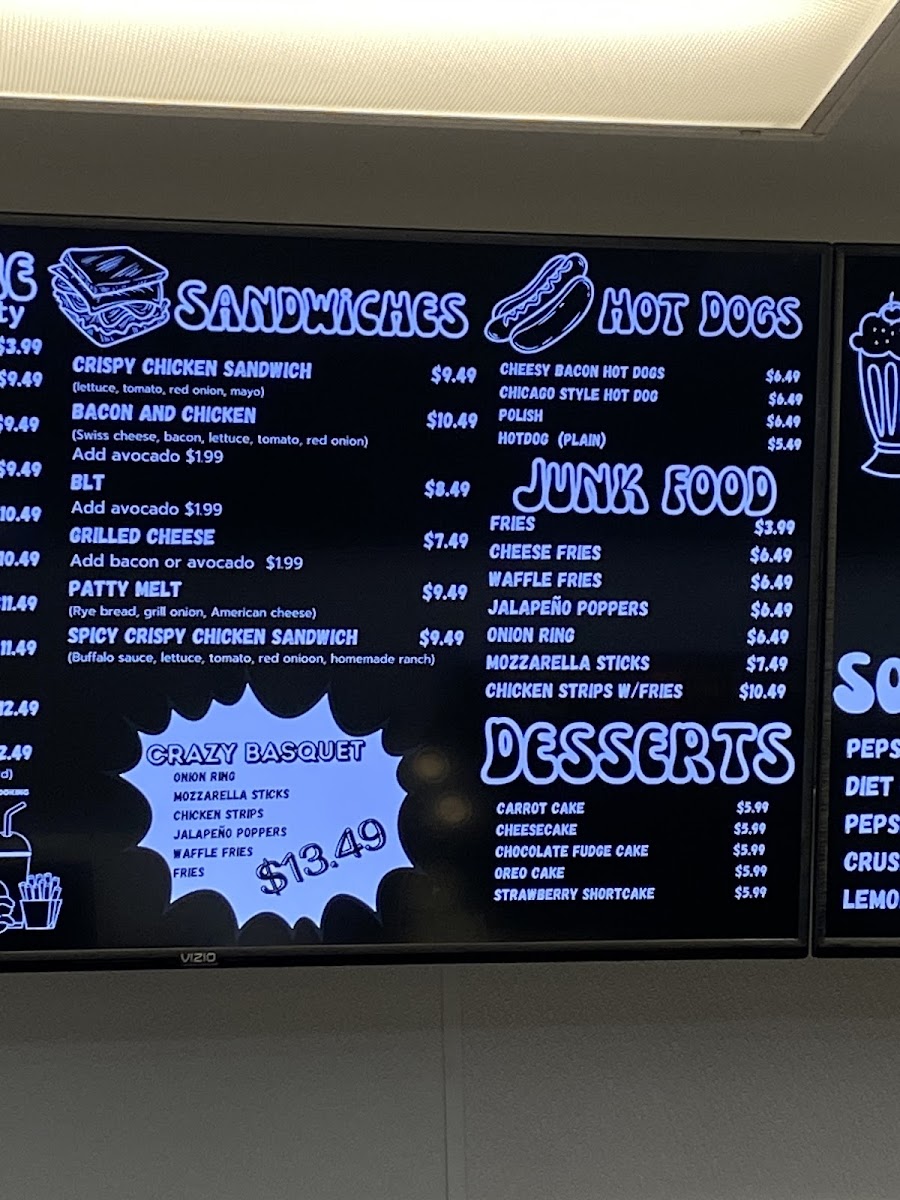 ty
$3.99
$9.49
$9.49
$9.49
10.49
10.49
11.49
11.49
12.49
2.49
SANDWICHES
CRISPY CHICKEN SANDWICH $9.49
(lettuce, tomato, red onion, mayo)
BACON AND CHICKEN $10.49
(Swiss cheese, bacon, lettuce, tomato, red onion)
Add avocado $1.99
BLT $8.49
Add avocado $1.99
GRILLED CHEESE $7.49
Add bacon or avocado $1.99
PATTY MELT $9.49
(Rye bread, grill onion, American cheese)
SPICY CRISPY CHICKEN SANDWICH $9.49
(Buffalo sauce, lettuce, tomato, red onioon, homemade ranch)
CRAZY BASQUET
ONION RING
MOZZARELLA STICKS
CHICKEN STRIPS
JALAPEÑO POPPERS
WAFFLE FRIES
FRIES
$13.49
HOT DOGS
CHEESY BACON HOT DOGS $6.49
CHICAGO STYLE HOT DOG $6.49
POLISH $6.49
HOTDOG (PLAIN) $5.49
JUNK FOOD
FRIES $3.99
CHEESE FRIES $6.49
WAFFLE FRIES $6.49
JALAPEÑO POPPERS $6.49
ONION RING $6.49
MOZZARELLA STICKS $7.49
CHICKEN STRIPS W/FRIES $10.49
DESSERTS
CARROT CAKE $5.99
CHEESECAKE $5.99
CHOCOLATE FUDGE CAKE $5.99
OREO CAKE $5.99
STRAWBERRY SHORTCAKE $5.99
SO
PEPS
DIET
PEPS
CRUS
LEMO
VIZIO